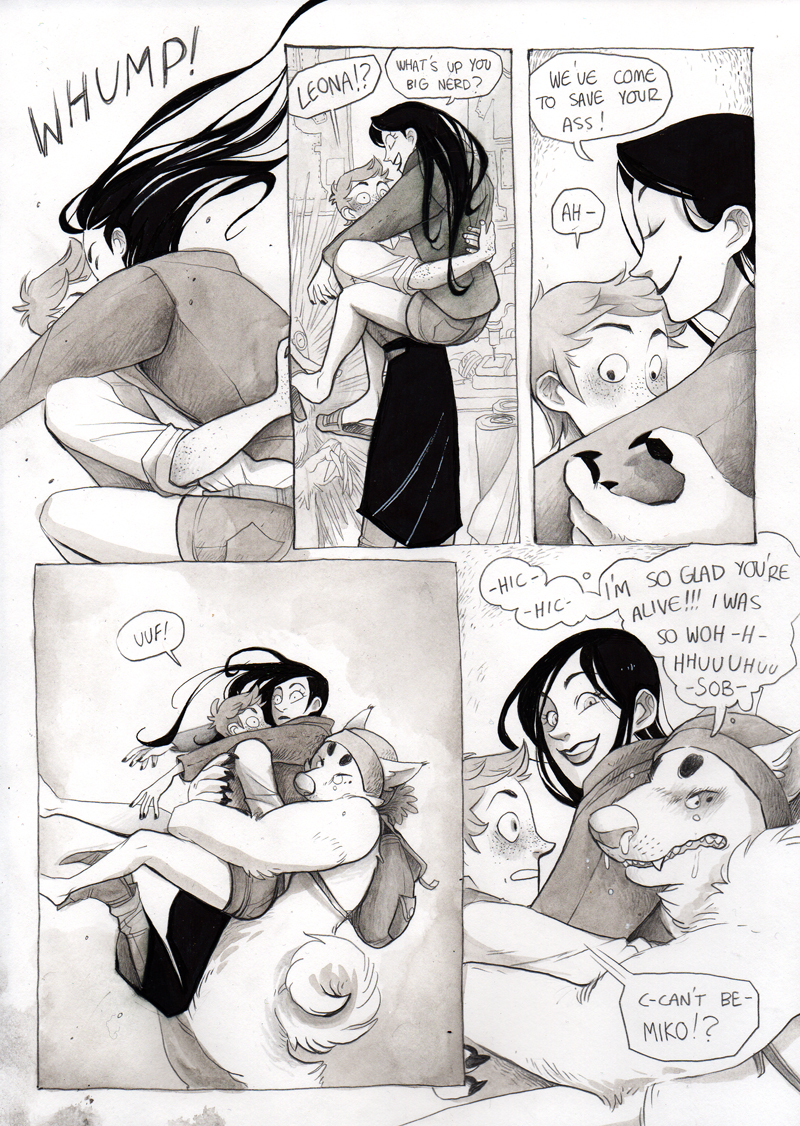 WHUMP!
LEONA!?
WHAT'S UP YOU
BIG NERD?
WE'VE COME
TO SAVE YOUR
ASS!
AH-
UUF!
-HIC-
-HIC-
I'M SO GLAD YOU'RE
ALIVE!!! I WAS
SO WOH -H-
HHUUUHUU
-SOB-
C-CAN'T BE-
MIKO!?